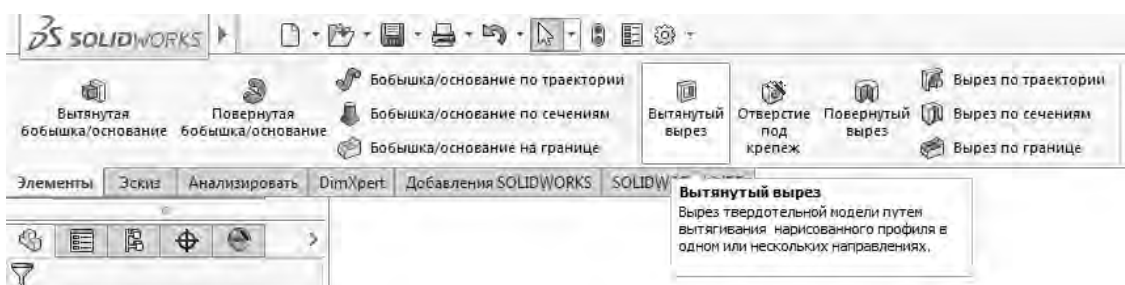 SOLIDWORKS
Вытянутая
бобышка/основание
Повернутая
бобышка/основание
Бобышка/основание по траектории
Бобышка/основание по сечениям
Бобышка/основание на границе
Вытянутый
вырез
Отверстие
под
крепеж
Повернутый
вырез
Вырез по траектории
Вырез по сечениям
Вырез по границе
Элементы
Эскиз
Анализировать
DimXpert
Добавления SOLIDWORKS
Вытянутый вырез
Вырез твердотельной модели путем
вытягивания нарисованного профиля в
одном или нескольких направлениях.